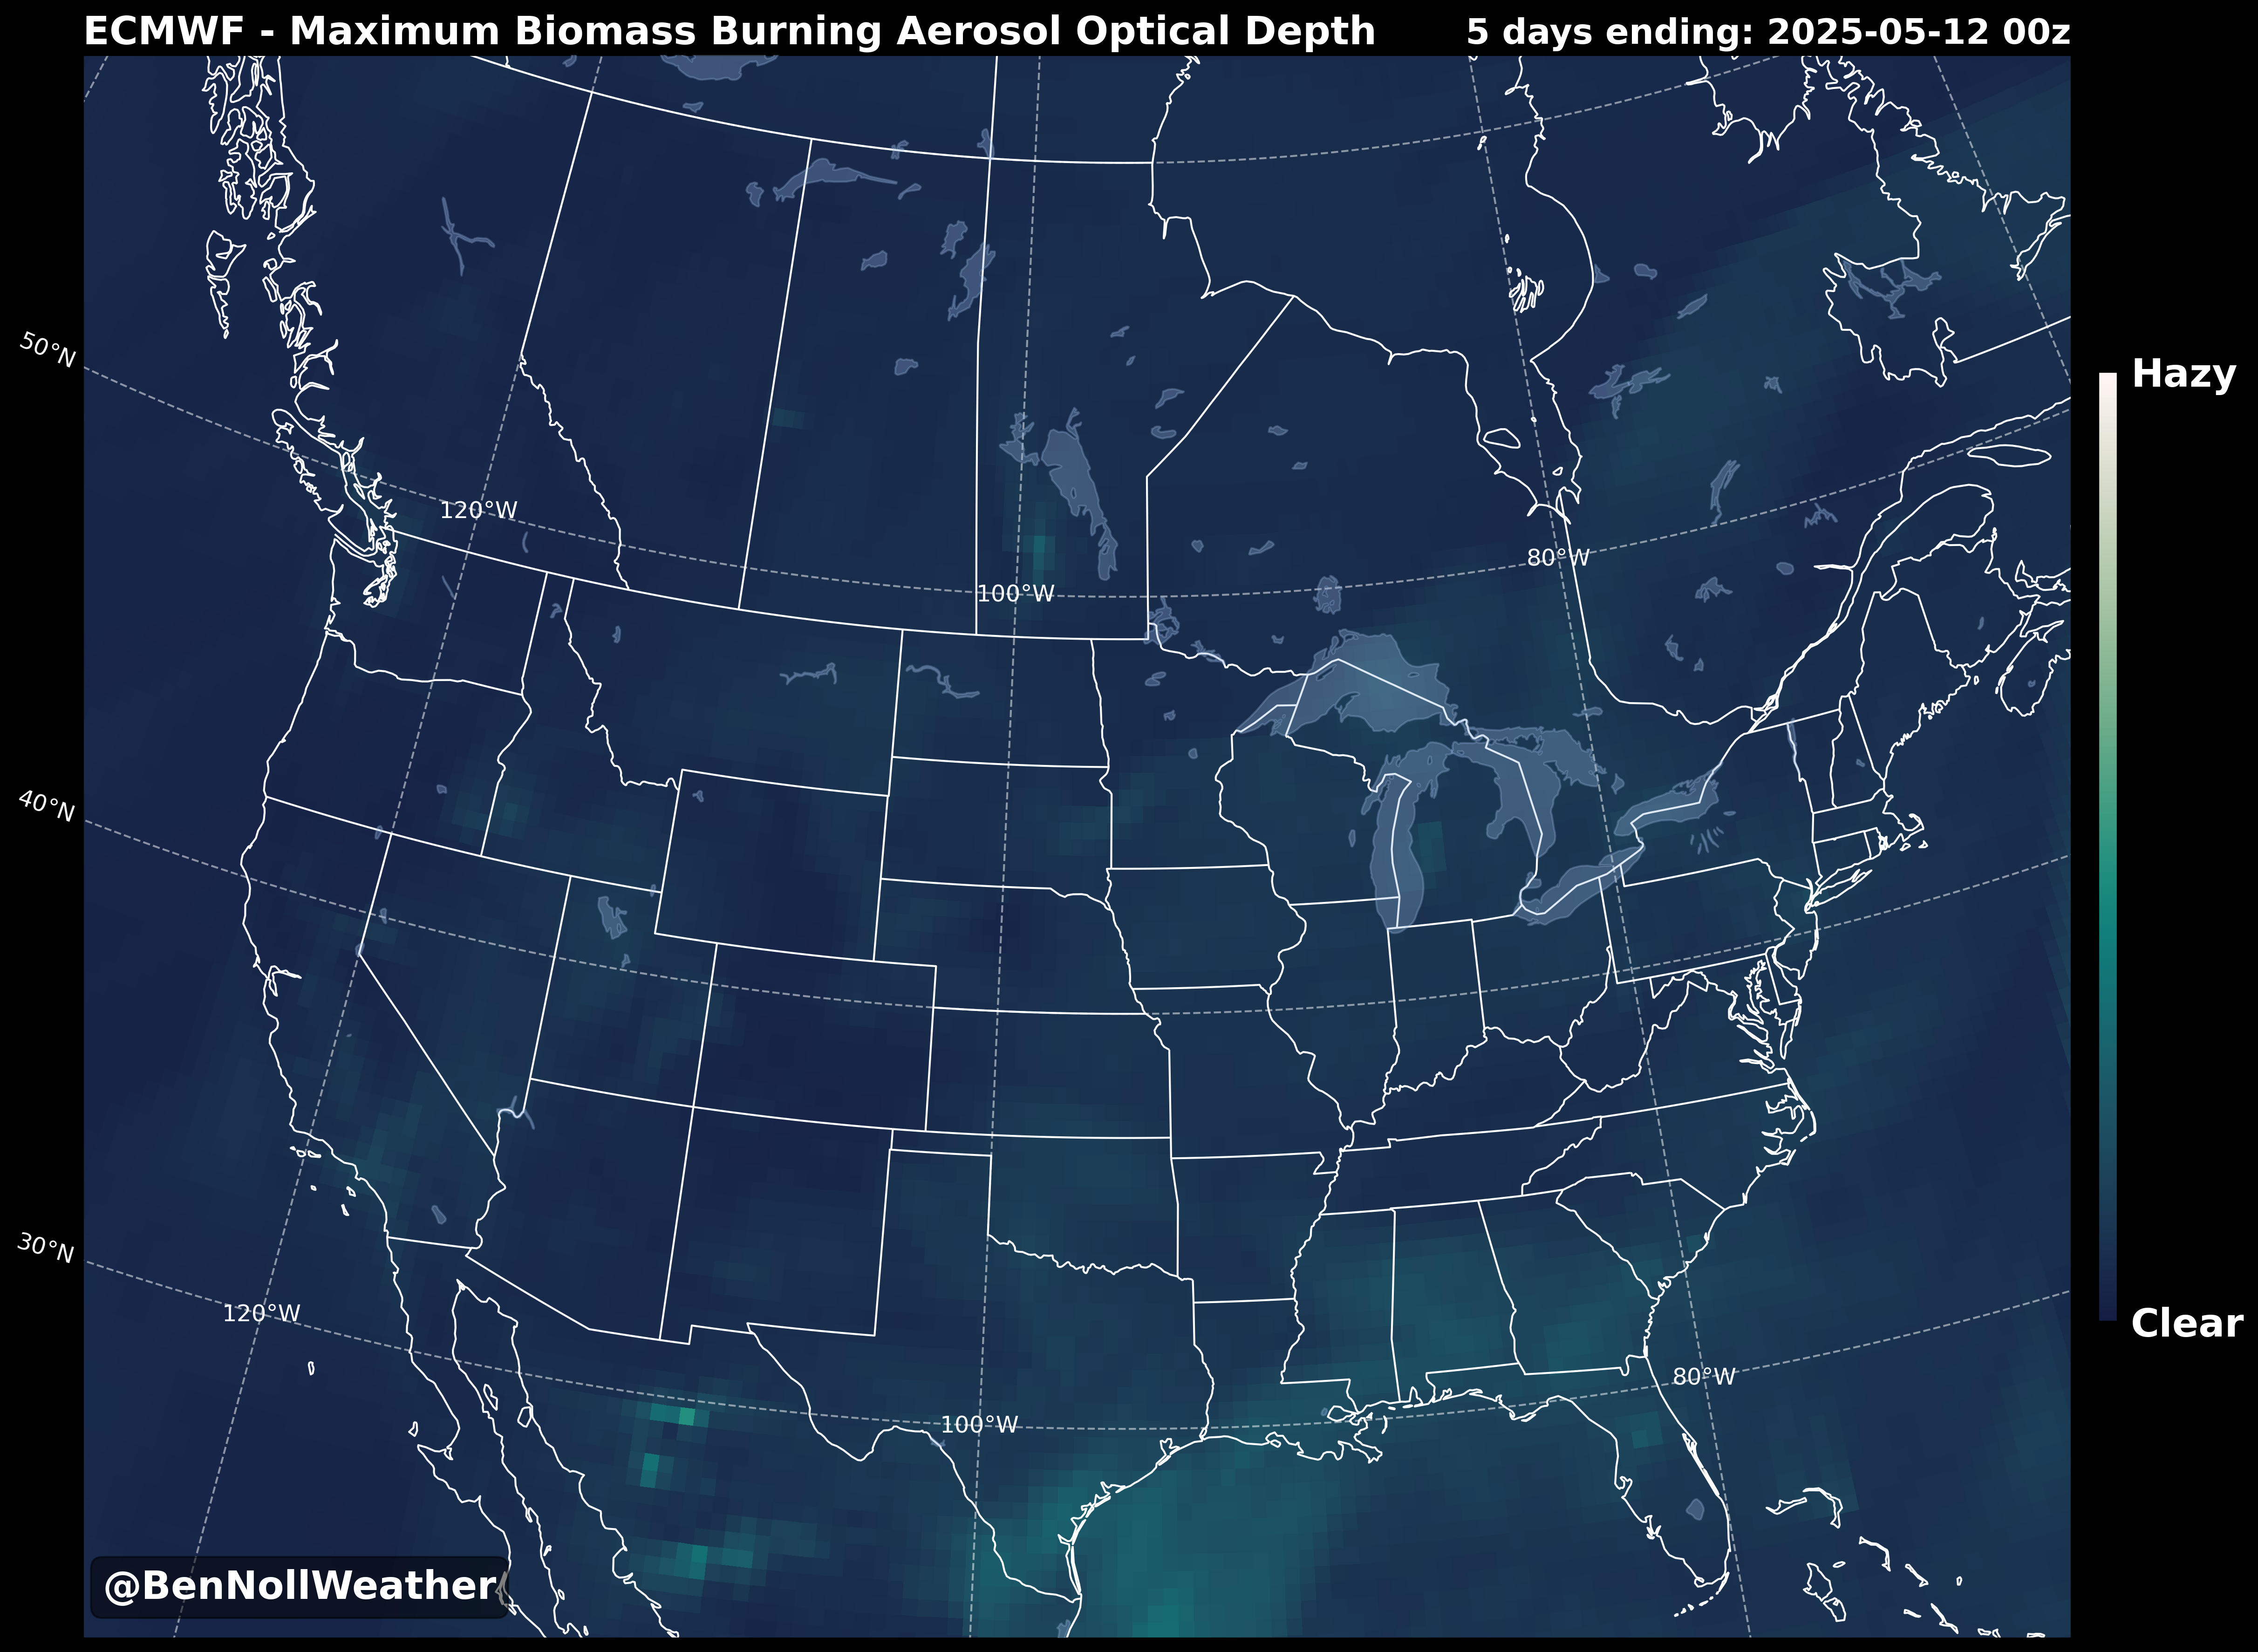 ECMWF - Maximum Biomass Burning Aerosol Optical Depth
5 days ending: 2025-05-12 00z
50°N
Hazy
120°W
80°W
100°W
40°N
30°N
120°W
Clear
80°W
100°W
@BenNollWeather